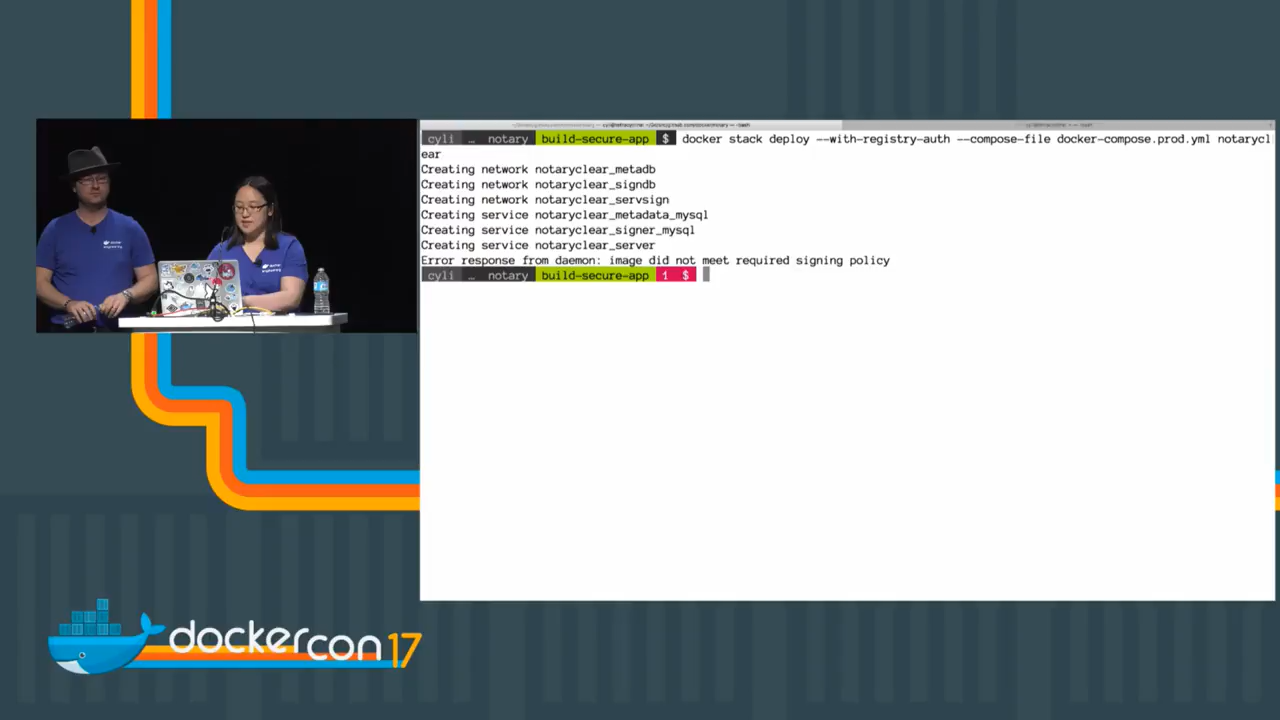 cyli … notary build-secure-app $ docker stack deploy --with-registry-auth --compose-file docker-compose.prod.yml notarycl
ear
Creating network notaryclear_metadb
Creating network notaryclear_signdb
Creating network notaryclear_servsign
Creating service notaryclear_metadata_mysql
Creating service notaryclear_signer_mysql
Creating service notaryclear_server
Error response from daemon: image did not meet required signing policy
cyli … notary build-secure-app 1 $
dockercon 17